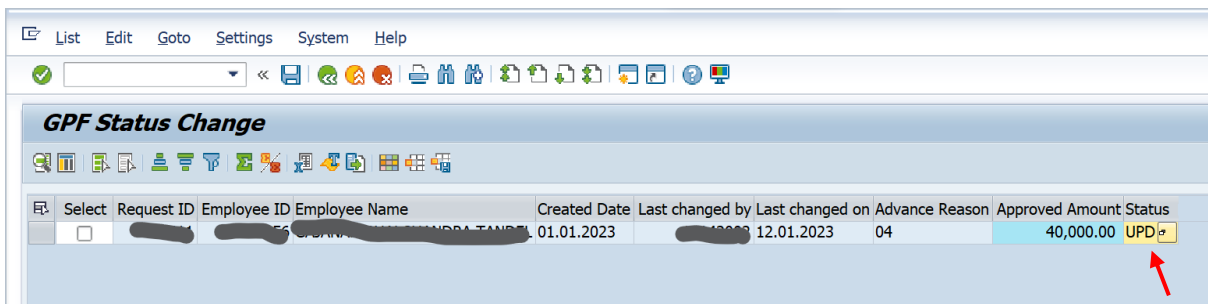 List Edit Goto Settings System Help
GPF Status Change
Select Request ID Employee ID Employee Name Created Date Last changed by Last changed on Advance Reason Approved Amount Status
01.01.2023 12.01.2023 04 40,000.00 UPD